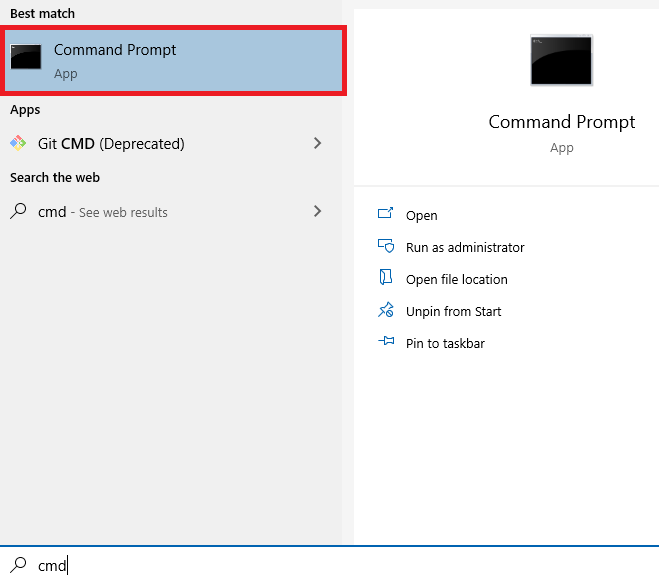 Best match
Command Prompt
App
Apps
Git CMD (Deprecated)
Search the web
cmd - See web results
Command Prompt
App
Open
Run as administrator
Open file location
Unpin from Start
Pin to taskbar
cmd